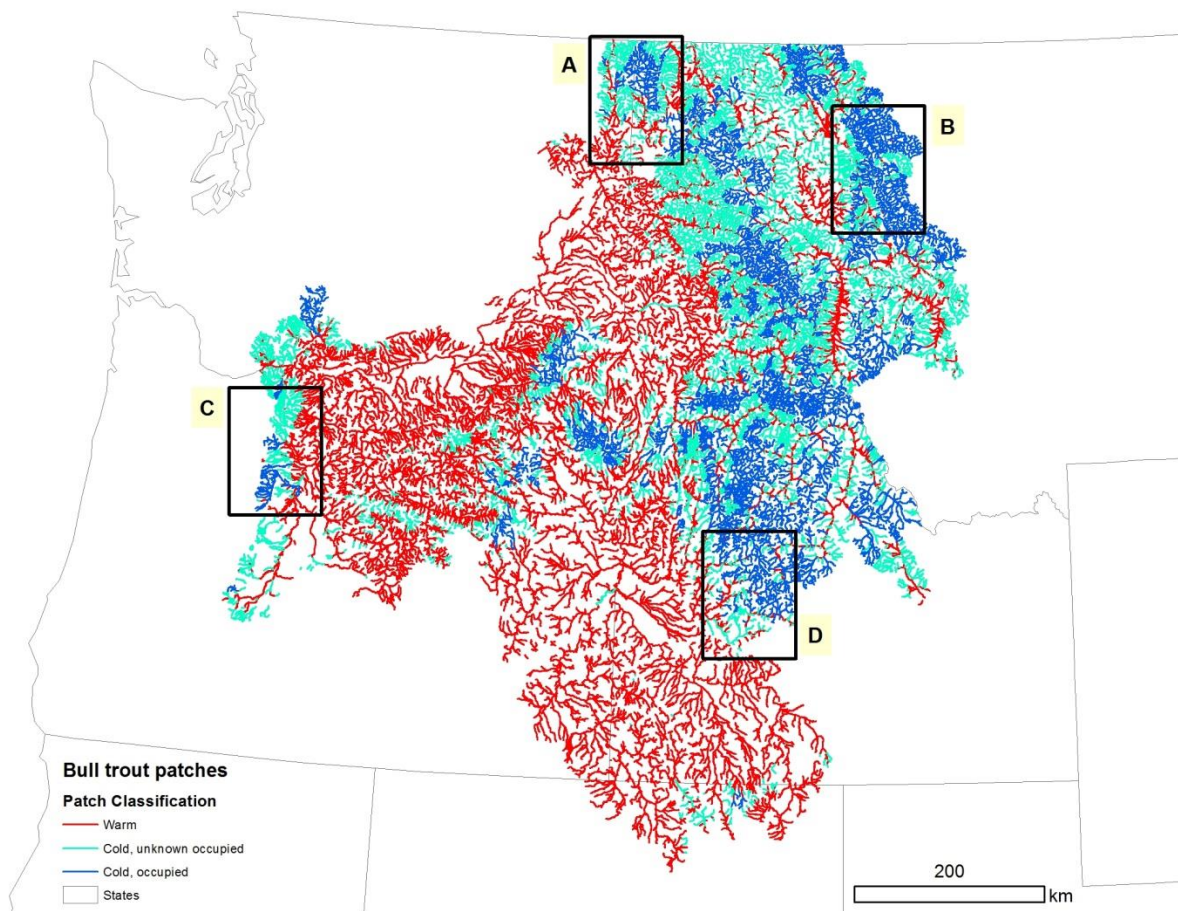 A
B
C
D
Bull trout patches
Patch Classification
Warm
Cold, unknown occupied
Cold, occupied
States
200
km